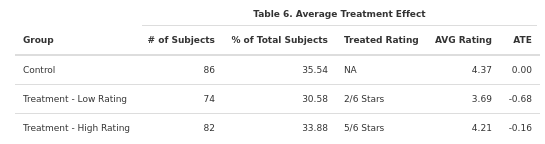 Table 6. Average Treatment Effect
Group # of Subjects % of Total Subjects Treated Rating AVG Rating ATE
Control 86 35.54 NA 4.37 0.00
Treatment - Low Rating 74 30.58 2/6 Stars 3.69 -0.68
Treatment - High Rating 82 33.88 5/6 Stars 4.21 -0.16